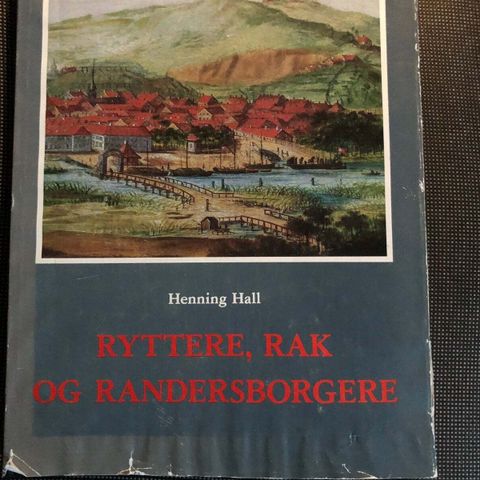 Henning Hall
RYTTERE, RAK
OG RANDERSBORGERE